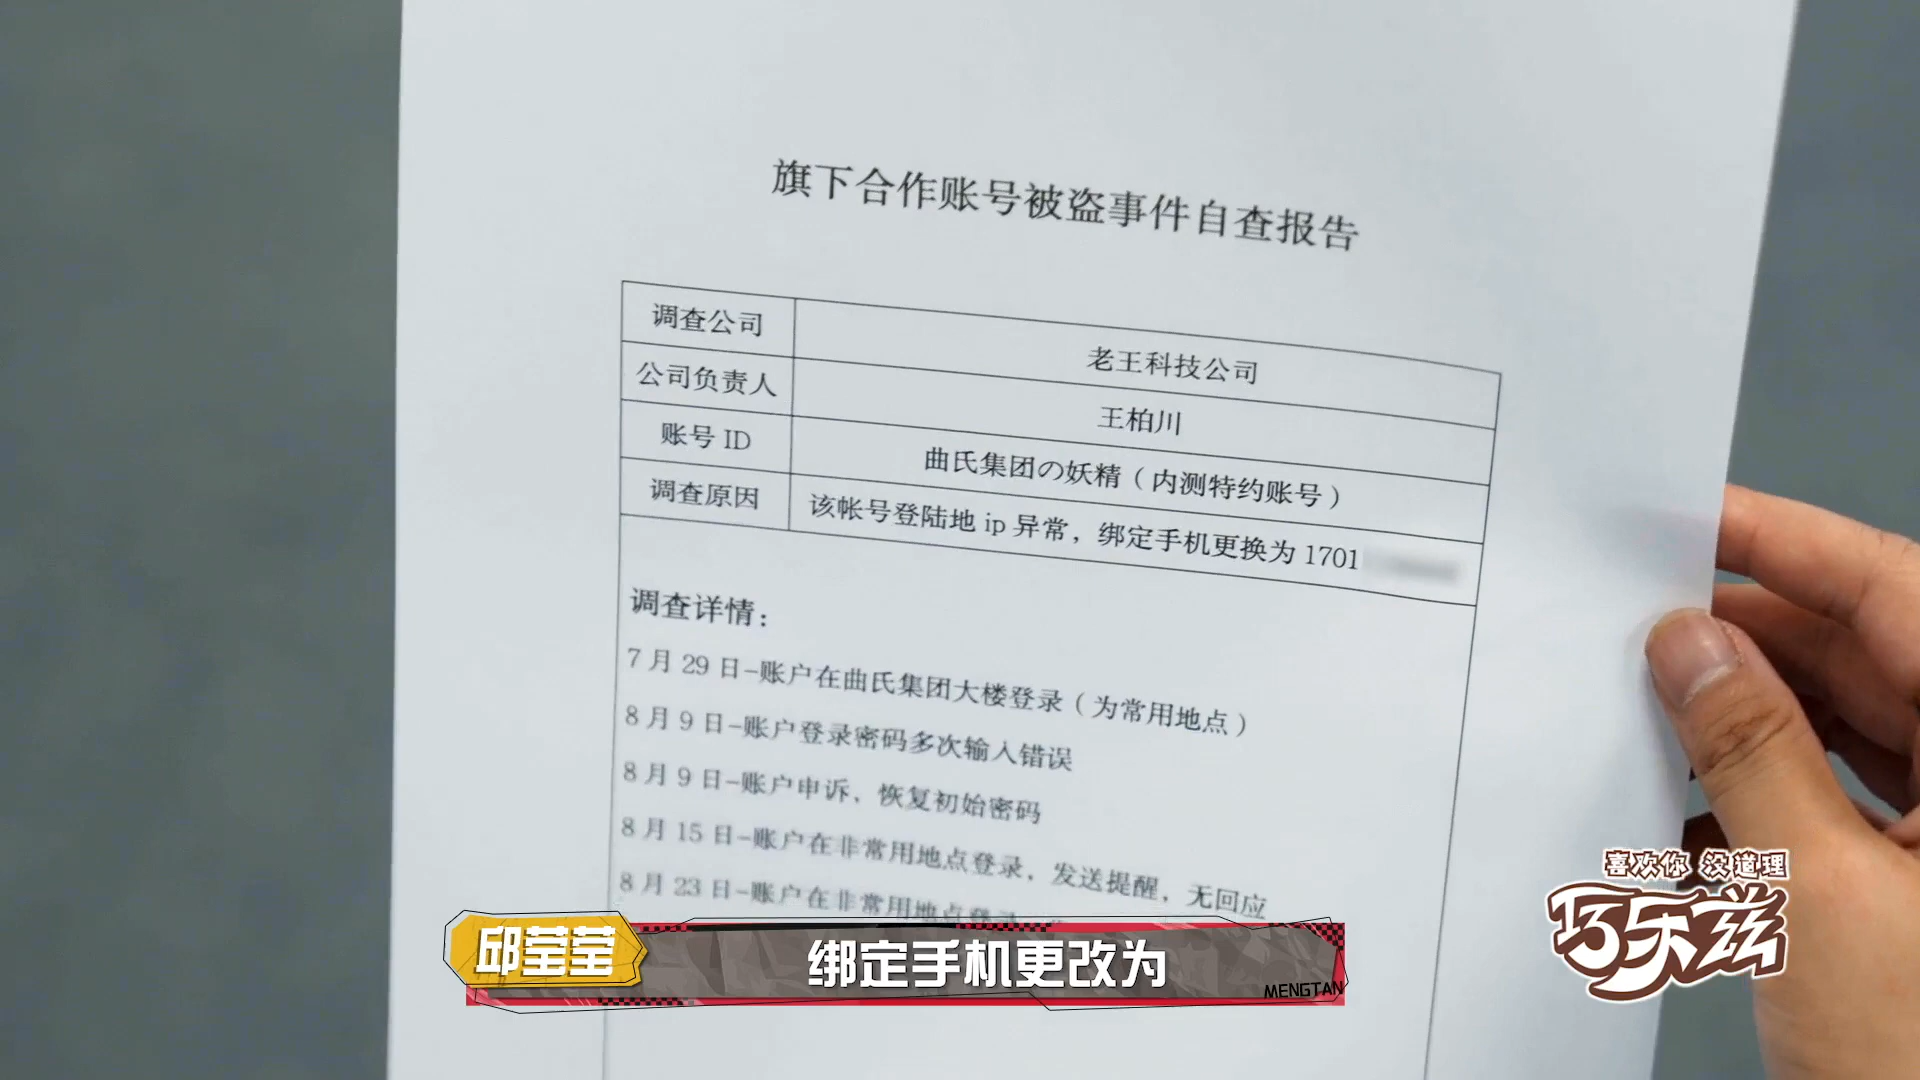 旗下合作账号被盗事件自查报告
调查公司 老王科技公司
公司负责人 王柏川
账号 ID 曲氏集团の妖精（内测特约账号）
调查原因 该帐号登陆地 ip 异常，绑定手机更换为 1701
调查详情：
7 月 29 日-账户在曲氏集团大楼登录（为常用地点）
8 月 9 日-账户登录密码多次输入错误
8 月 9 日-账户申诉，恢复初始密码
8 月 15 日-账户在非常用地点登录，发送提醒，无回应
8 月 23 日-账户在非常用地点登录
喜欢你 没道理
巧乐兹
邱莹莹 绑定手机更改为
MENGTAN